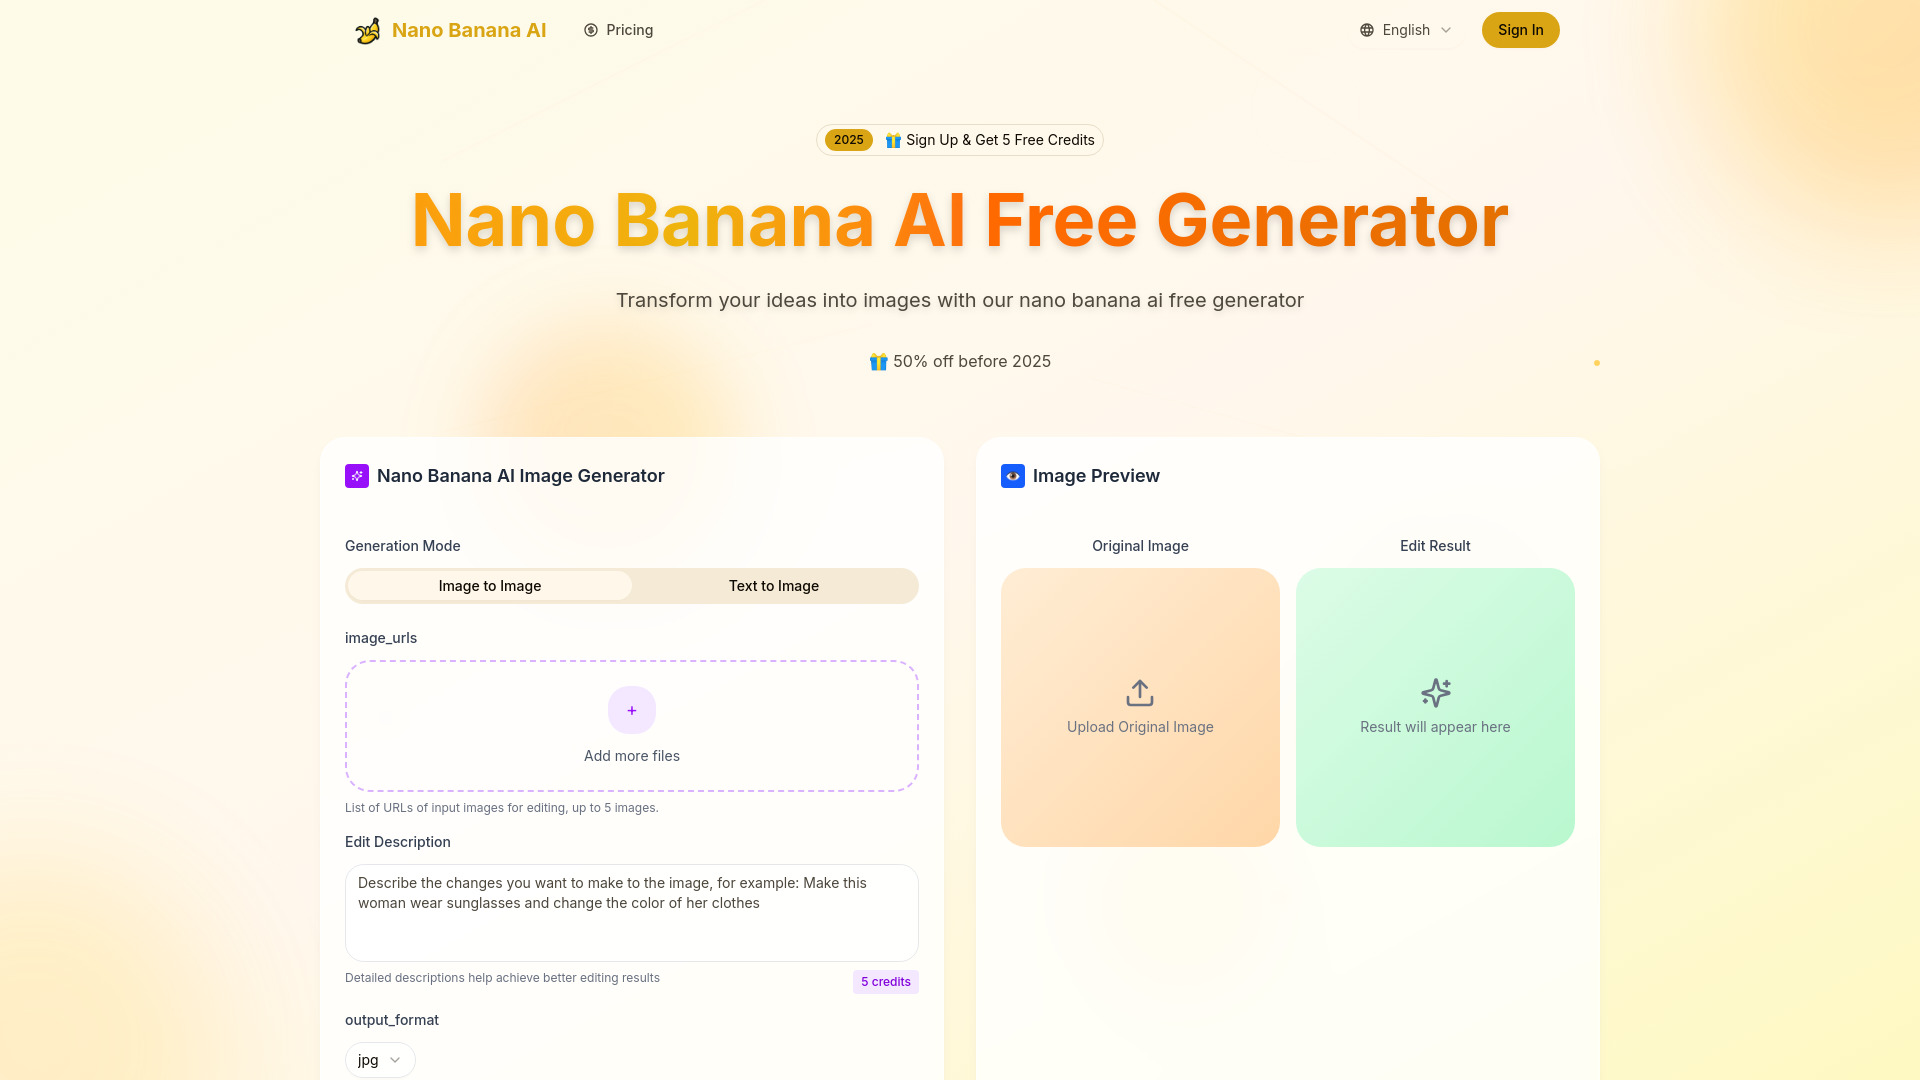 Nano Banana AI
Pricing
English
Sign In
2025
🎁 Sign Up & Get 5 Free Credits
Nano Banana AI Free Generator
Transform your ideas into images with our nano banana ai free generator
🎁 50% off before 2025
Nano Banana AI Image Generator
Generation Mode
Image to Image
Text to Image
image_urls
+
Add more files
List of URLs of input images for editing, up to 5 images.
Edit Description
Describe the changes you want to make to the image, for example: Make this
woman wear sunglasses and change the color of her clothes
Detailed descriptions help achieve better editing results
5 credits
output_format
jpg
Image Preview
Original Image
Upload Original Image
Edit Result
Result will appear here